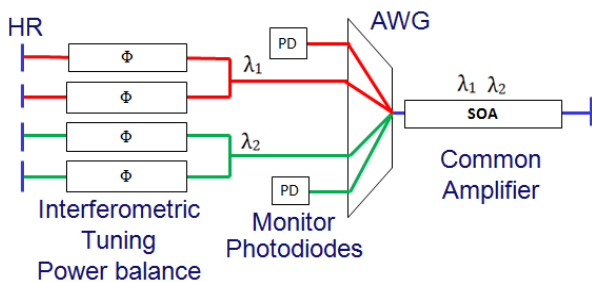 HR
AWG
PD
Φ
λ1
λ1 λ2
Φ
SOA
Φ
λ2
Common
Amplifier
Φ
PD
Interferometric
Tuning
Power balance
Monitor
Photodiodes